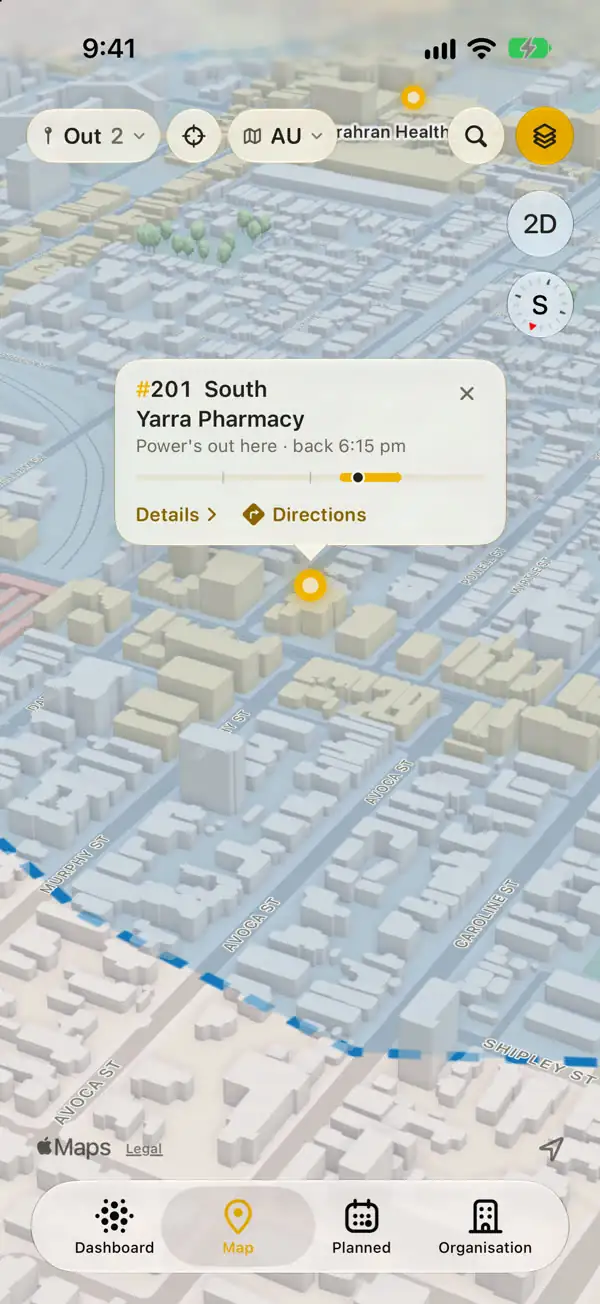 9:41
Out 2
AU
rahran Health
2D
S
#201 South
Yarra Pharmacy
Power's out here · back 6:15 pm
Details
Directions
POWELL ST
MURPHY ST
AVOCA ST
AVOCA ST
CAROLINE ST
SHIPLEY ST
AVOCA ST
Maps Legal
Dashboard
Map
Planned
Organisation